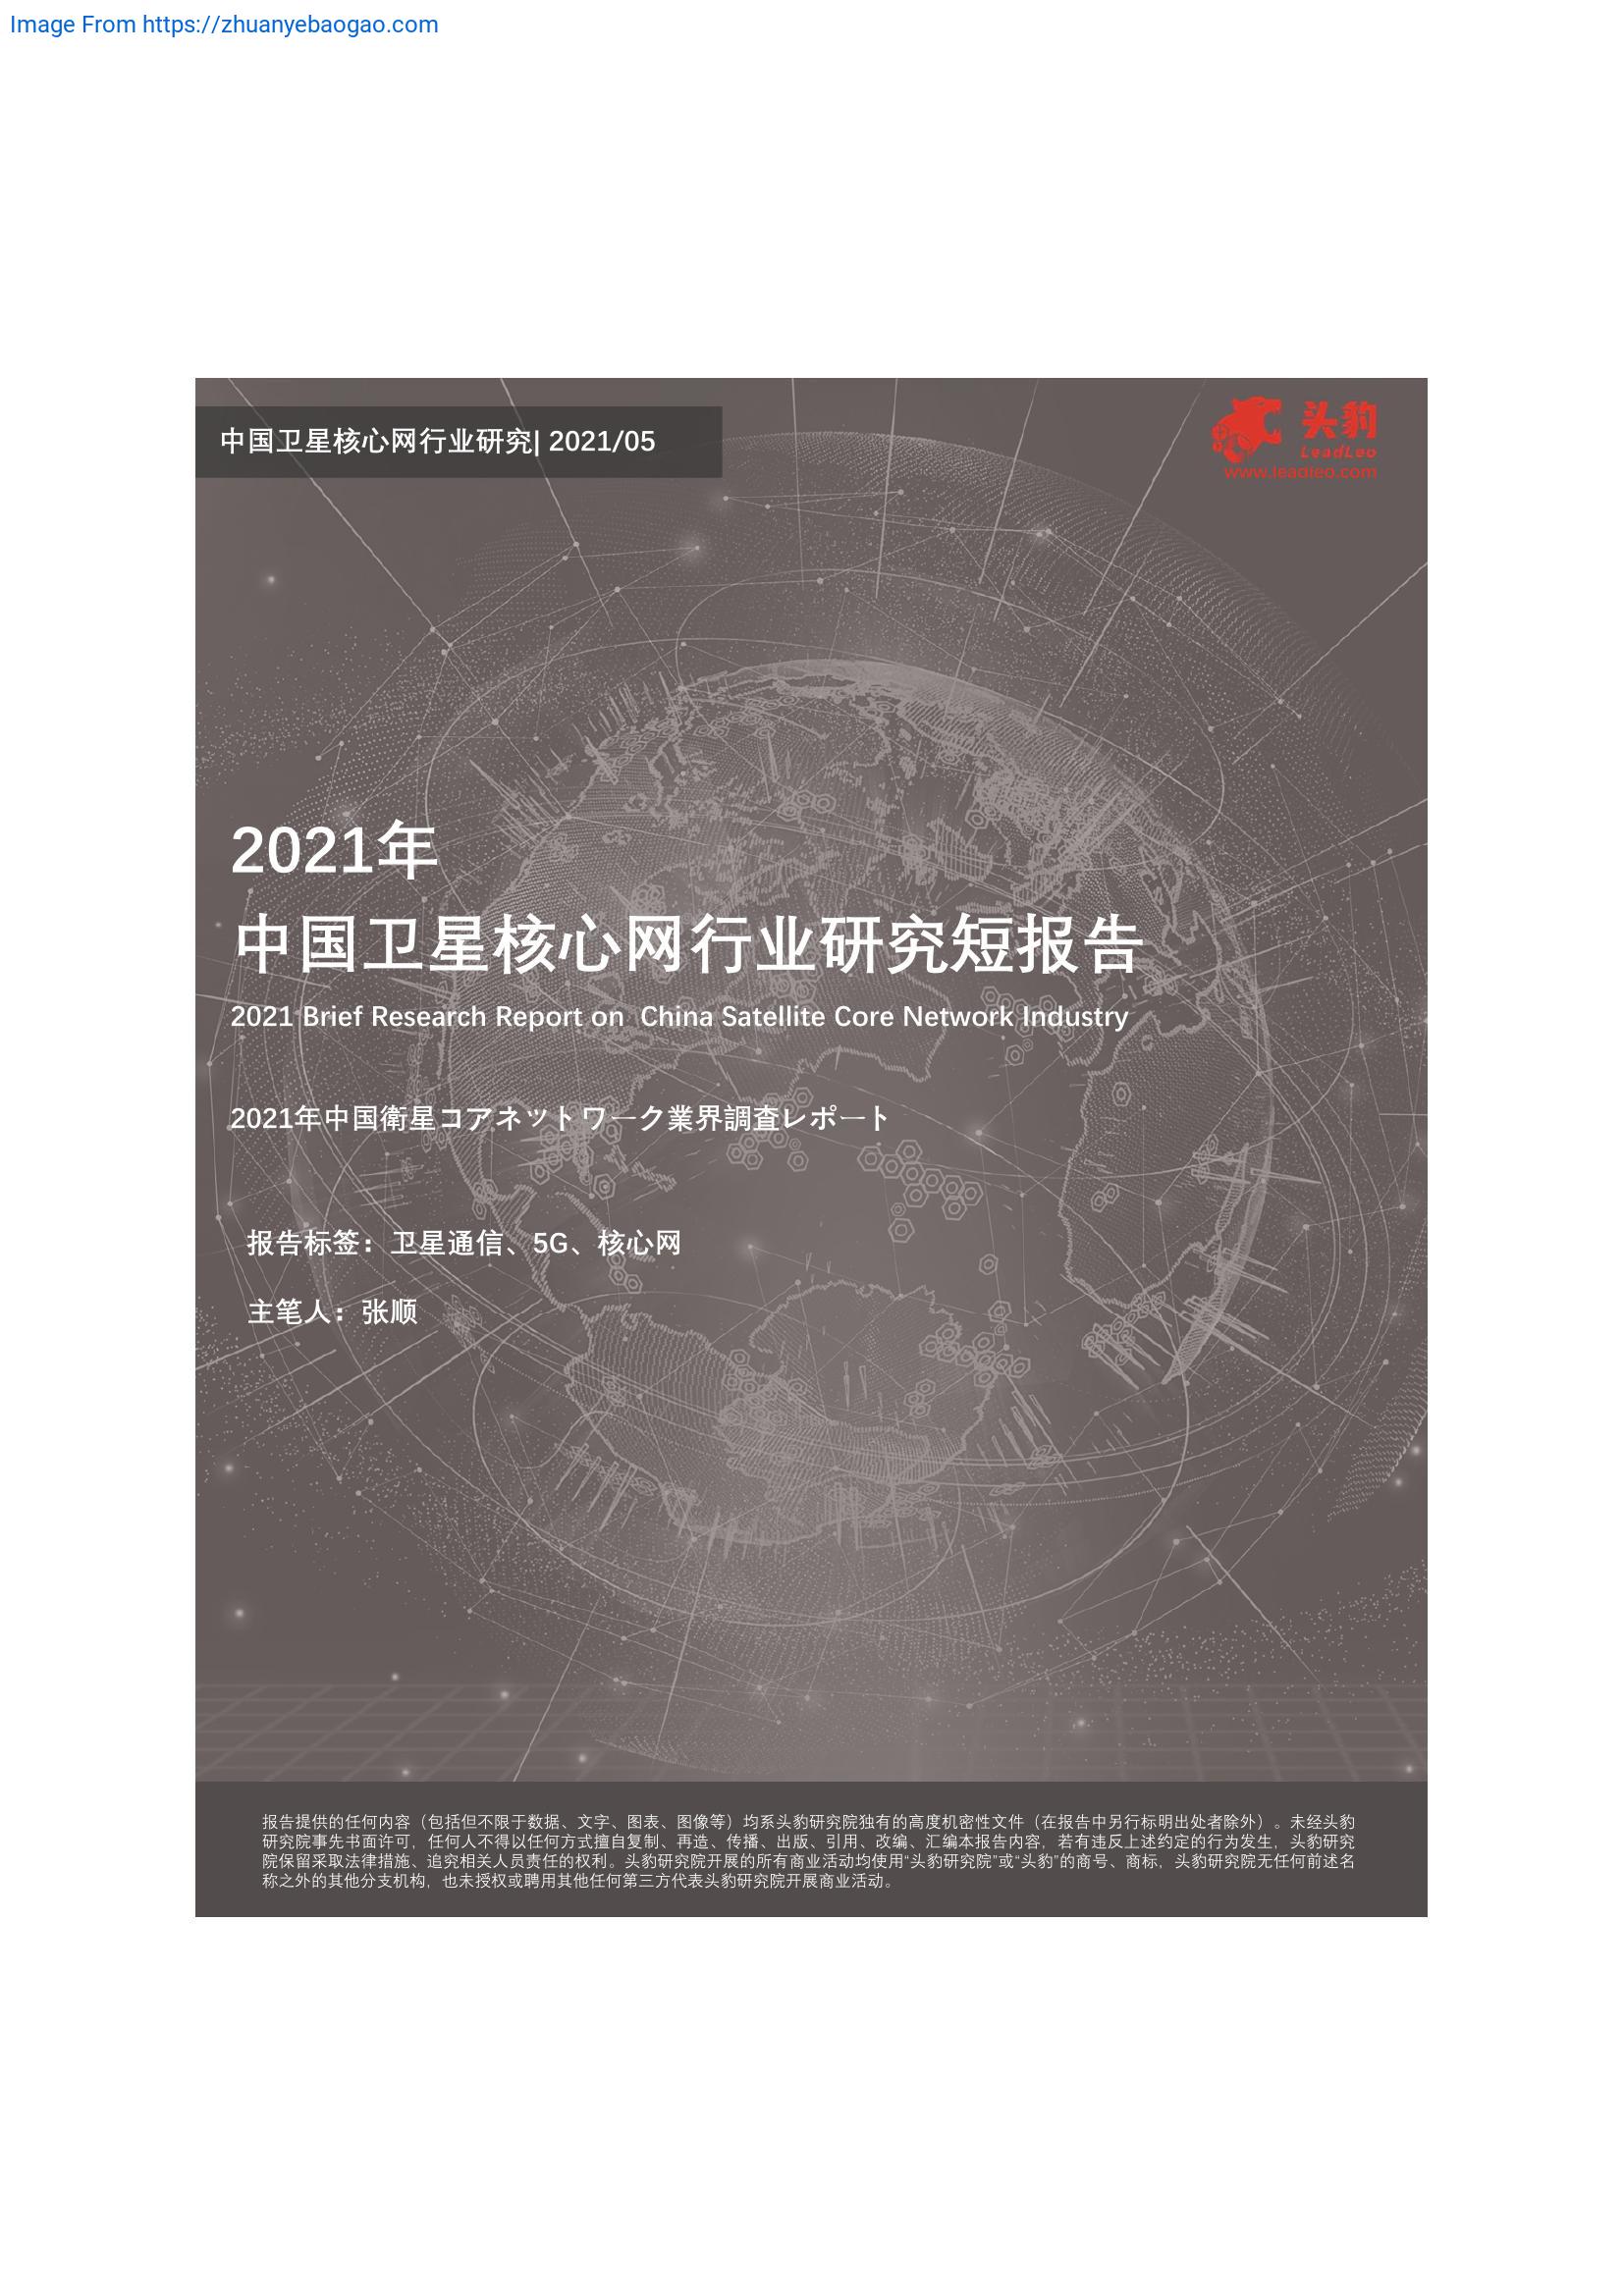 Image From https://zhuanyebaogao.com
中国卫星核心网行业研究| 2021/05
头豹
LeadLeo
www.leadleo.com
2021年
中国卫星核心网行业研究短报告
2021 Brief Research Report on China Satellite Core Network Industry
2021年中国衛星コアネットワーク業界調査レポート
报告标签：卫星通信、5G、核心网
主笔人：张顺
报告提供的任何内容（包括但不限于数据、文字、图表、图像等）均系头豹研究院独有的高度机密性文件（在报告中另行标明出处者除外）。未经头豹
研究院事先书面许可，任何人不得以任何方式擅自复制、再造、传播、出版、引用、改编、汇编本报告内容，若有违反上述约定的行为发生，头豹研究
院保留采取法律措施、追究相关人员责任的权利。头豹研究院开展的所有商业活动均使用“头豹研究院”或“头豹”的商号、商标，头豹研究院无任何前述名
称之外的其他分支机构，也未授权或聘用其他任何第三方代表头豹研究院开展商业活动。